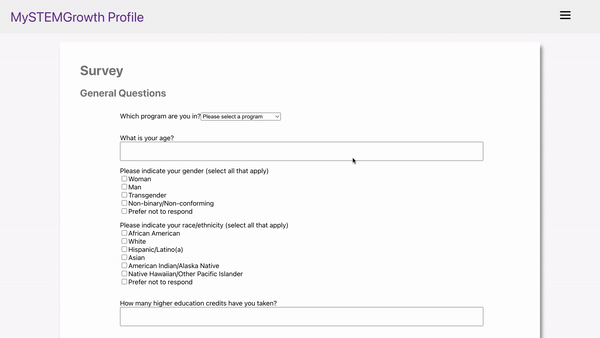 MySTEMGrowth Profile
Survey
General Questions
Which program are you in? Please select a program
What is your age?
Please indicate your gender (select all that apply)
Woman
Man
Transgender
Non-binary/Non-conforming
Prefer not to respond
Please indicate your race/ethnicity (select all that apply)
African American
White
Hispanic/Latino(a)
Asian
American Indian/Alaska Native
Native Hawaiian/Other Pacific Islander
Prefer not to respond
How many higher education credits have you taken?